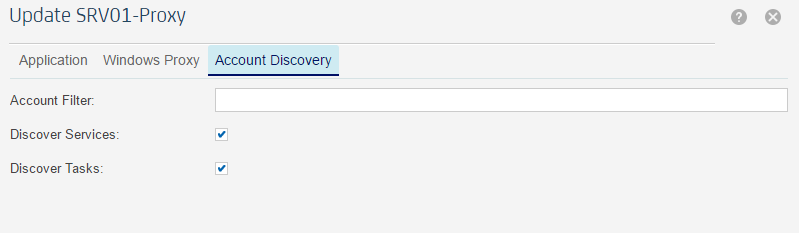 Update SRV01-Proxy
?
Application Windows Proxy Account Discovery
Account Filter:
Discover Services:
Discover Tasks: